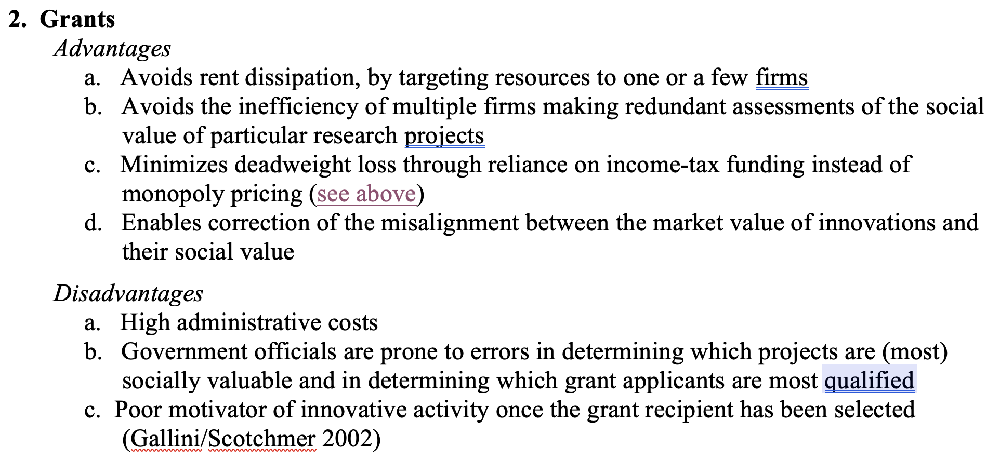 2. Grants
Advantages
a. Avoids rent dissipation, by targeting resources to one or a few firms
b. Avoids the inefficiency of multiple firms making redundant assessments of the social
value of particular research projects
c. Minimizes deadweight loss through reliance on income-tax funding instead of
monopoly pricing (see above)
d. Enables correction of the misalignment between the market value of innovations and
their social value
Disadvantages
a. High administrative costs
b. Government officials are prone to errors in determining which projects are (most)
socially valuable and in determining which grant applicants are most qualified
c. Poor motivator of innovative activity once the grant recipient has been selected
(Gallini/Scotchmer 2002)